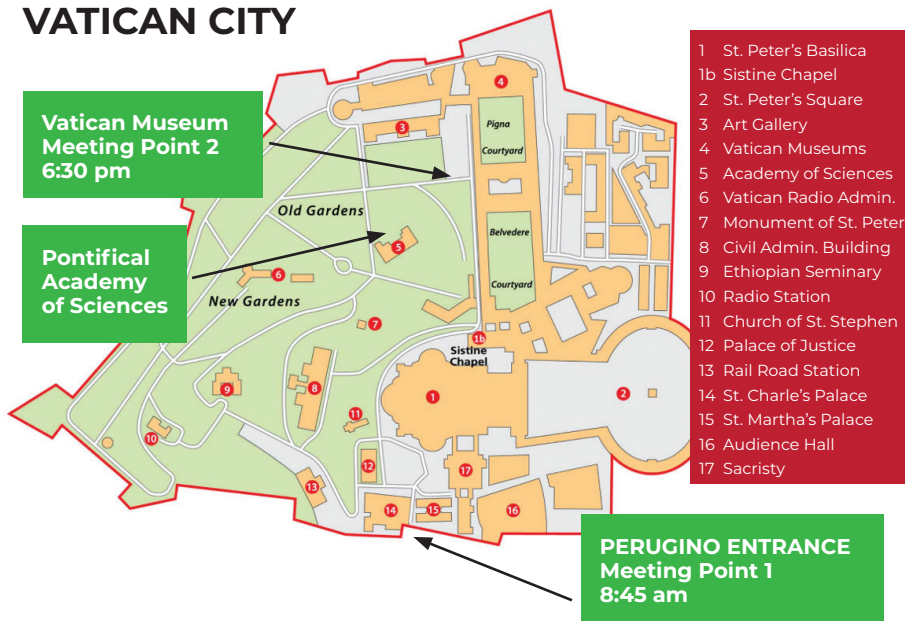 VATICAN CITY
Vatican Museum
Meeting Point 2
6:30 pm
Pontifical
Academy
of Sciences
1 St. Peter's Basilica
1b Sistine Chapel
2 St. Peter's Square
3 Art Gallery
4 Vatican Museums
5 Academy of Sciences
6 Vatican Radio Admin.
7 Monument of St. Peter
8 Civil Admin. Building
9 Ethiopian Seminary
10 Radio Station
11 Church of St. Stephen
12 Palace of Justice
13 Rail Road Station
14 St. Charle's Palace
15 St. Martha's Palace
16 Audience Hall
17 Sacristy
4
Pigna
Courtyard
3
Old Gardens
Belvedere
Courtyard
5
6
New Gardens
7
1b
Sistine
Chapel
8
9
1
2
11
10
12
17
13
14
15
16
PERUGINO ENTRANCE
Meeting Point 1
8:45 am